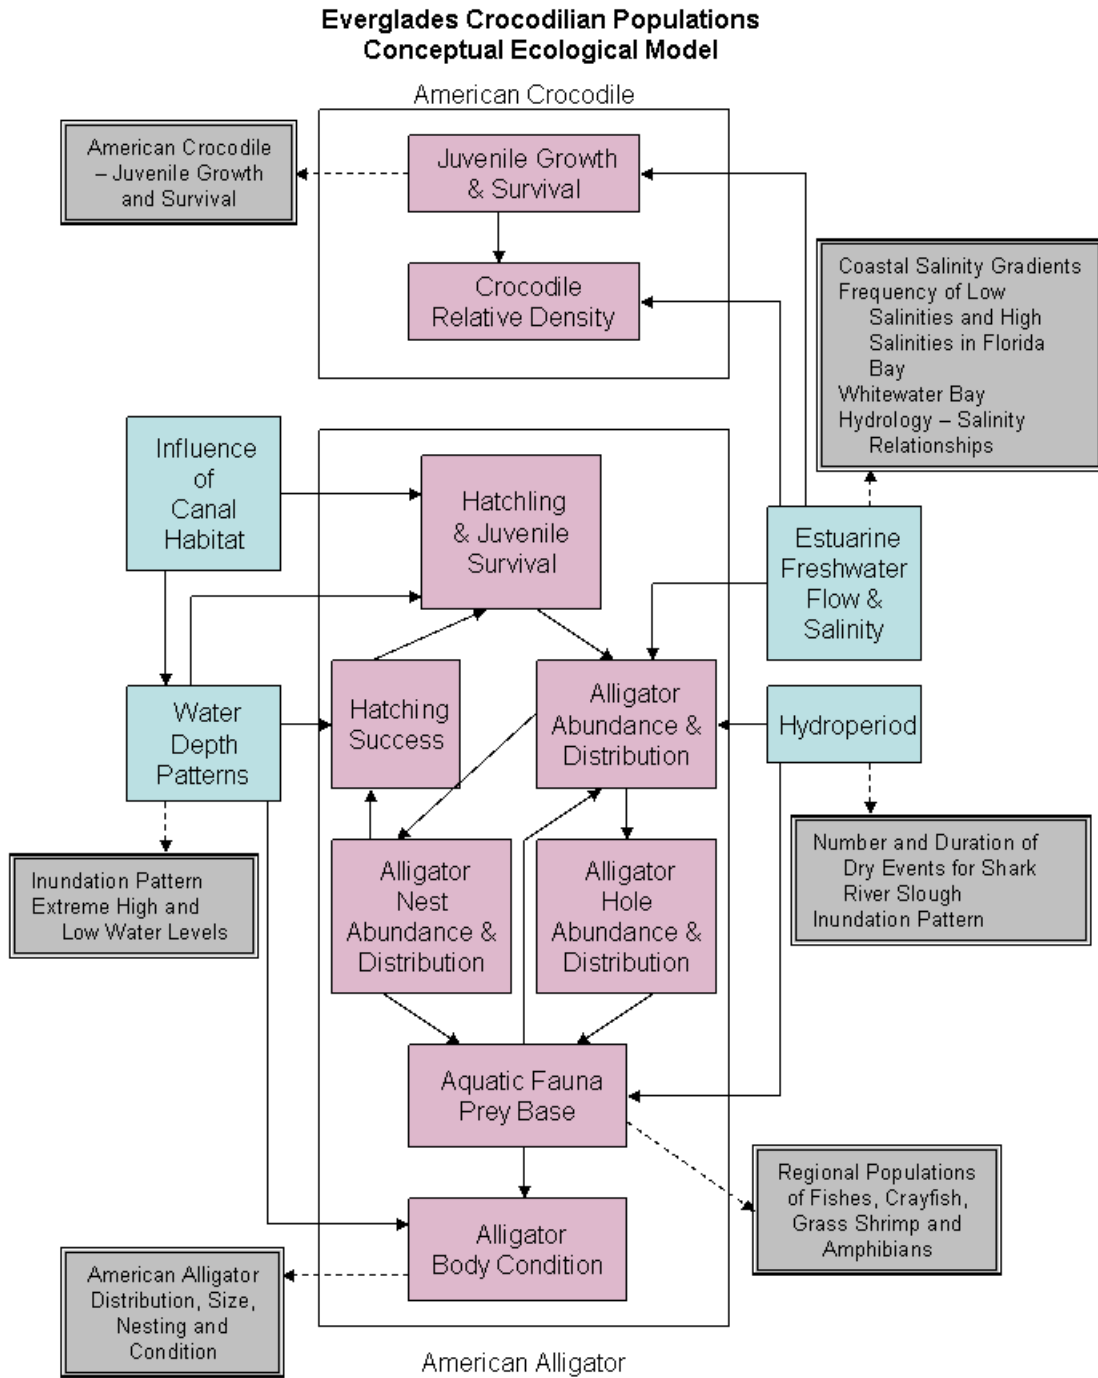 Everglades Crocodilian Populations
Conceptual Ecological Model
American Crocodile
American Crocodile
– Juvenile Growth
and Survival
Juvenile Growth
& Survival
Crocodile
Relative Density
Coastal Salinity Gradients
Frequency of Low
Salinities and High
Salinities in Florida
Bay
Whitewater Bay
Hydrology – Salinity
Relationships
Influence
of
Canal
Habitat
Hatchling
& Juvenile
Survival
Estuarine
Freshwater
Flow &
Salinity
Water
Depth
Patterns
Hatching
Success
Alligator
Abundance &
Distribution
Hydroperiod
Inundation Pattern
Extreme High and
Low Water Levels
Alligator
Nest
Abundance &
Distribution
Alligator
Hole
Abundance &
Distribution
Number and Duration of
Dry Events for Shark
River Slough
Inundation Pattern
Aquatic Fauna
Prey Base
Regional Populations
of Fishes, Crayfish,
Grass Shrimp and
Amphibians
Alligator
Body Condition
American Alligator
Distribution, Size,
Nesting and
Condition
American Alligator